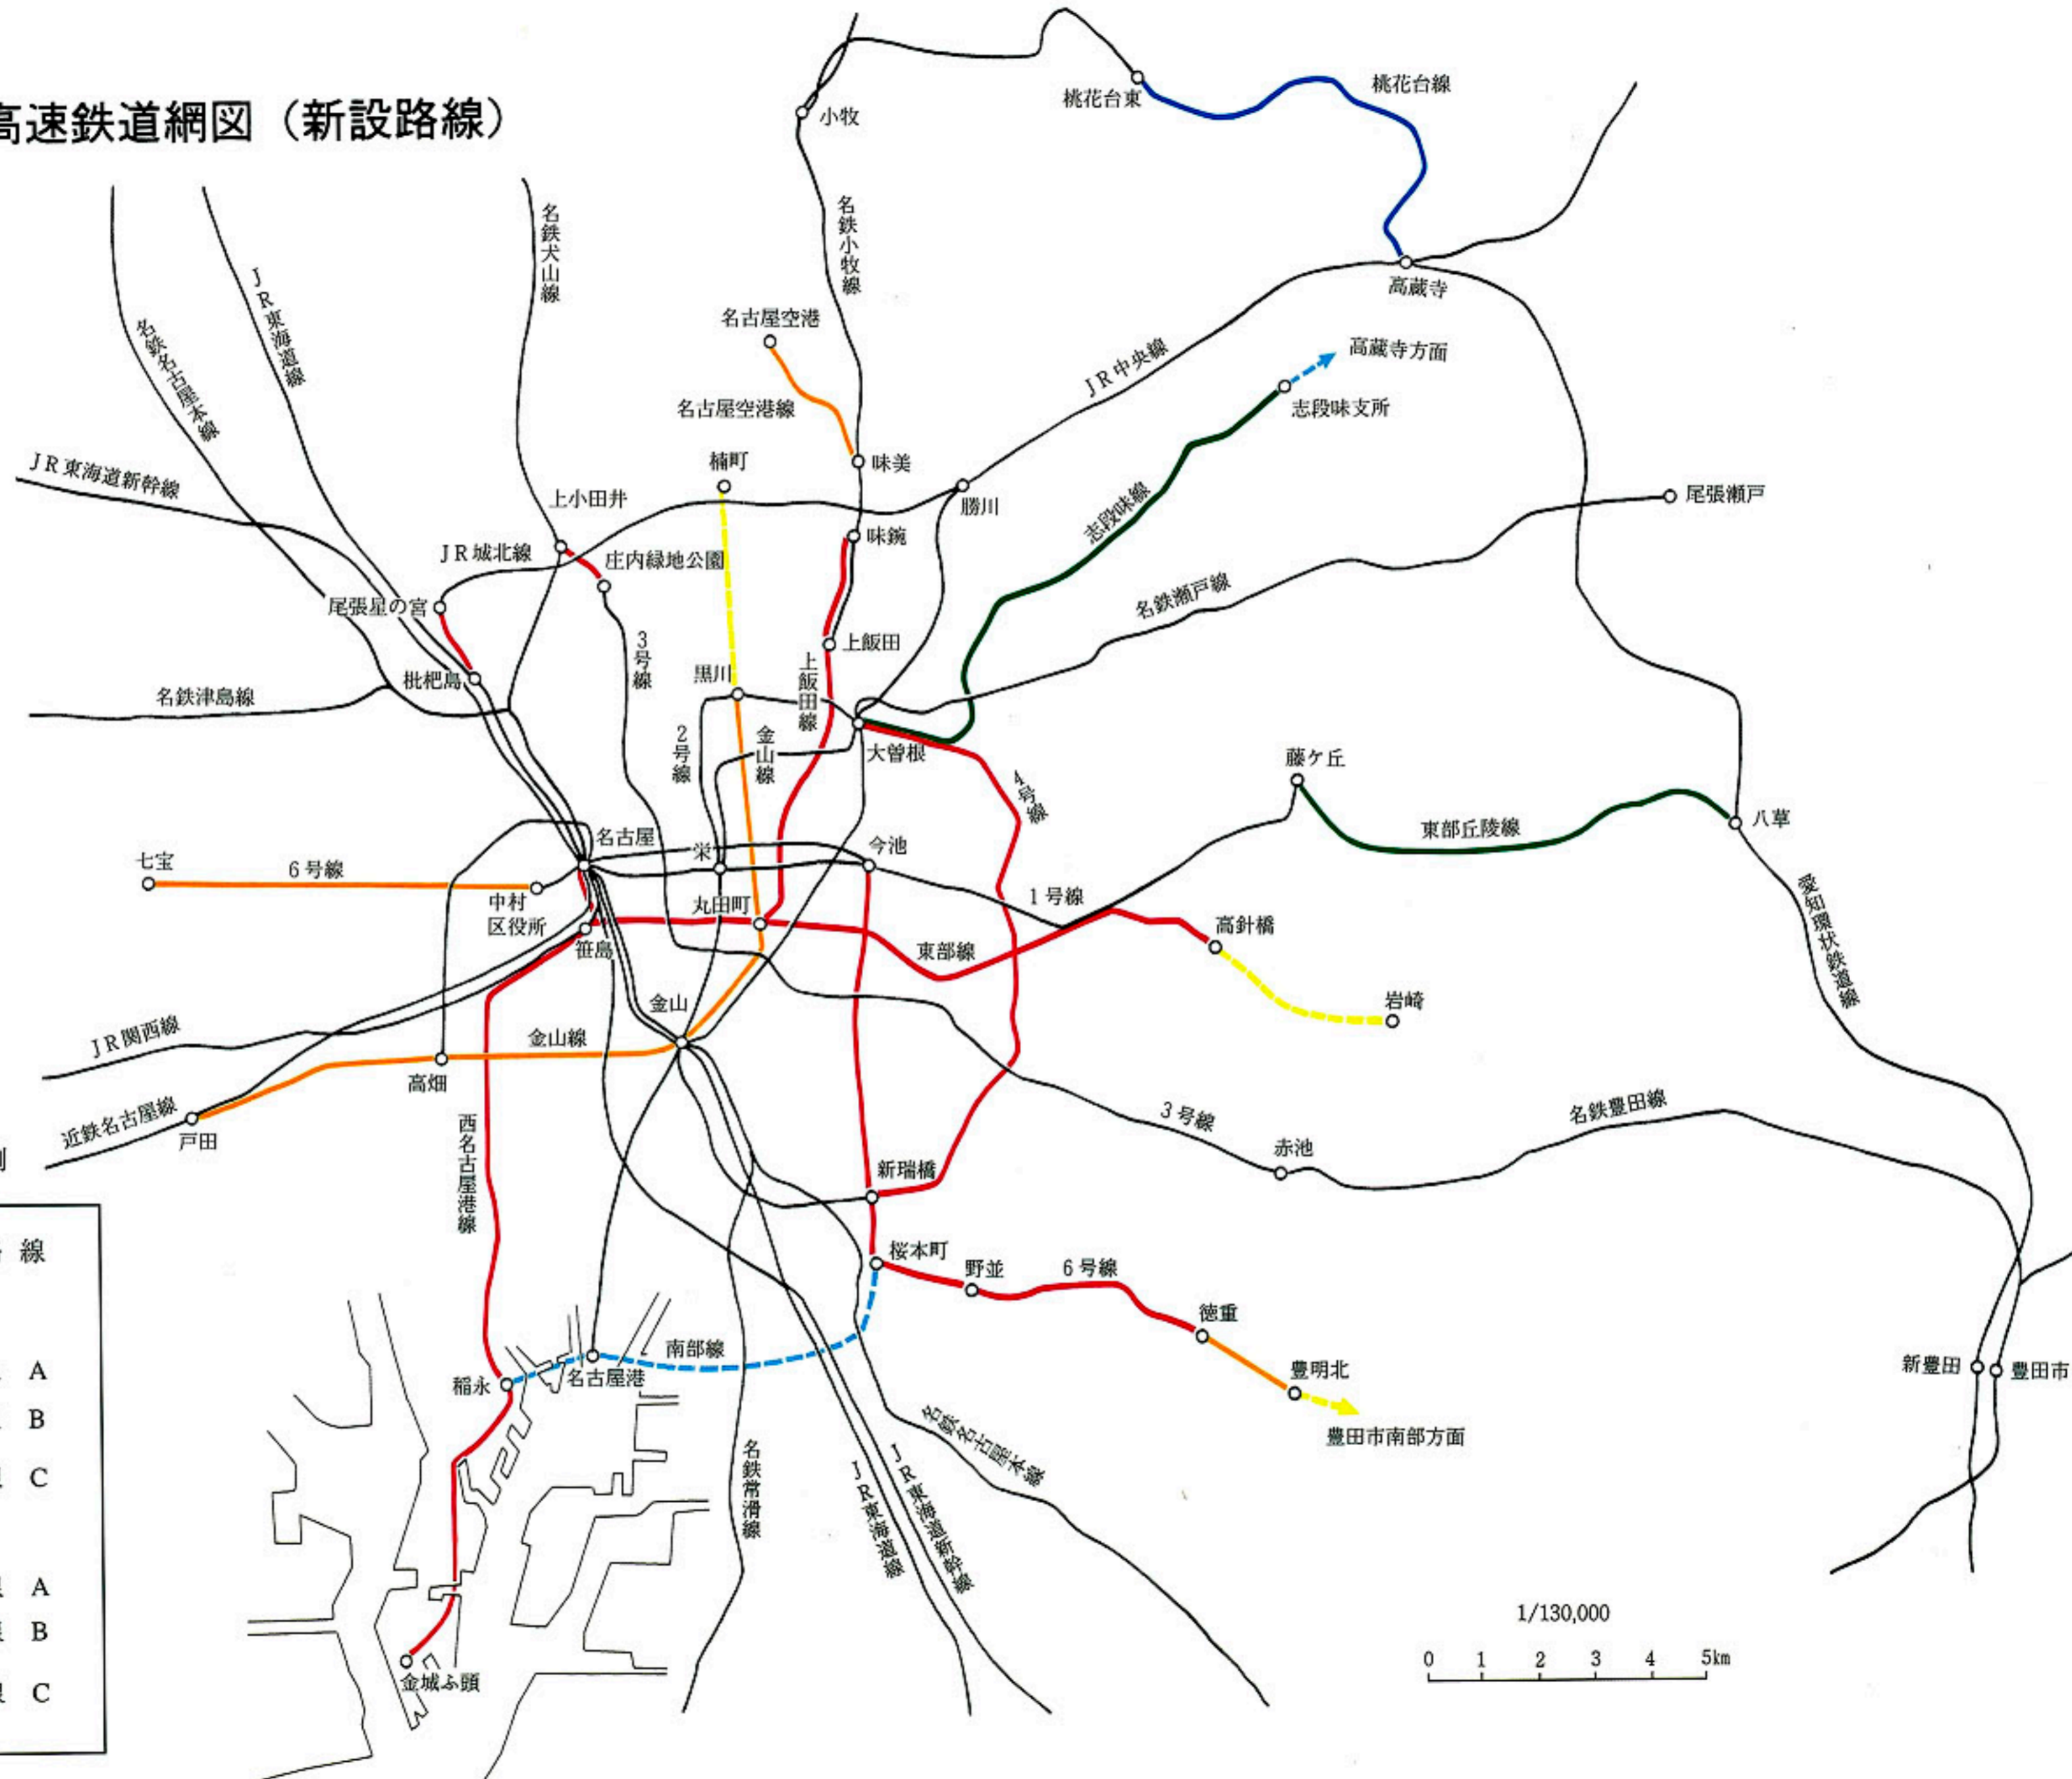 高速鉄道網図（新設路線）
小牧
桃花台東
桃花台線
名鉄犬山線
名鉄小牧線
JR東海道線
名鉄名古屋本線
高蔵寺
名古屋空港
高蔵寺方面
JR中央線
名古屋空港線
志段味支所
JR東海道新幹線
楠町
味美
上小田井
勝川
尾張瀬戸
志段味線
味鋺
JR城北線
庄内緑地公園
尾張星の宮
名鉄瀬戸線
3号線
上飯田
枇杷島
黒川
上飯田線
名鉄津島線
2号線
金山線
大曽根
藤ケ丘
4号線
八草
東部丘陵線
名古屋
栄
今池
七宝
6号線
中村
区役所
丸田町
1号線
愛知環状鉄道線
高針橋
笹島
東部線
金山
岩崎
JR関西線
金山線
高畑
近鉄名古屋線
戸田
3号線
名鉄豊田線
赤池
西名古屋港線
新瑞橋
線
桜本町
野並
6号線
徳重
南部線
豊明北
新豊田
豊田市
A
稲永
名古屋港
B
名鉄名古屋本線
豊田市南部方面
C
名鉄常滑線
JR東海道線
JR東海道新幹線
A
1/130,000
B
0 1 2 3 4 5km
金城ふ頭
C